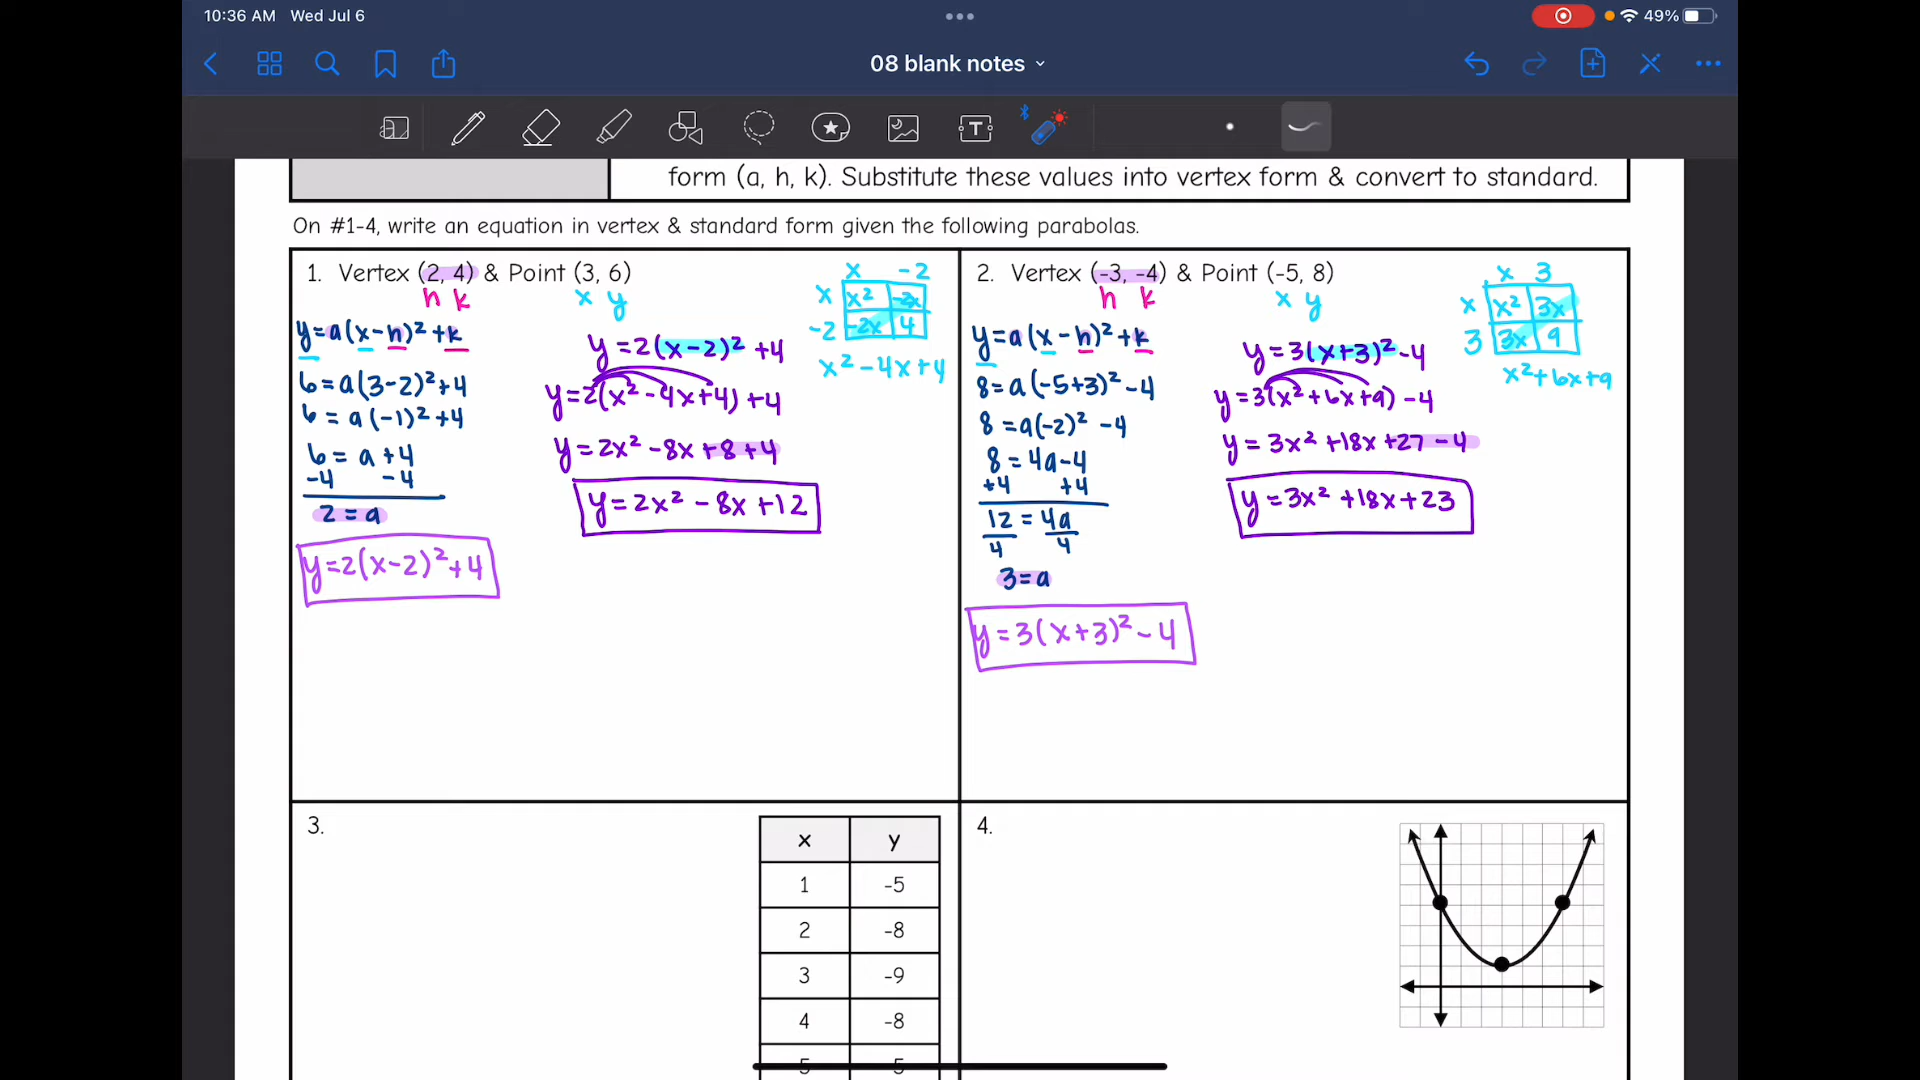 10:36 AM Wed Jul 6
49%
08 blank notes
form (a, h, k). Substitute these values into vertex form & convert to standard.
On #1-4, write an equation in vertex & standard form given the following parabolas.
1. Vertex (2, 4) & Point (3, 6)
h k
x y
x -2
x x² -2x
-2 -2x 4
x² -4x+4
y=a(x-h)²+k
6=a(3-2)²+4
6=a(-1)²+4
6 = a +4
-4 -4
2 = a
y=2(x-2)²+4
y=2(x-2)² +4
y=2(x²-4x+4)+4
y=2x²-8x+8+4
y=2x²-8x+12
2. Vertex (-3, -4) & Point (-5, 8)
h k
x y
x 3
x x² 3x
3 3x 9
x²+6x+9
y=a(x-h)²+k
8=a(-5+3)²-4
8=a(-2)²-4
8=4a-4
+4 +4
12=4a
4 4
3=a
y=3(x+3)²-4
y=3(x+3)²-4
y=3(x²+6x+9)-4
y=3x²+18x+27-4
y=3x²+18x+23
3.
x y
1 -5
2 -8
3 -9
4 -8
5 -5
4.